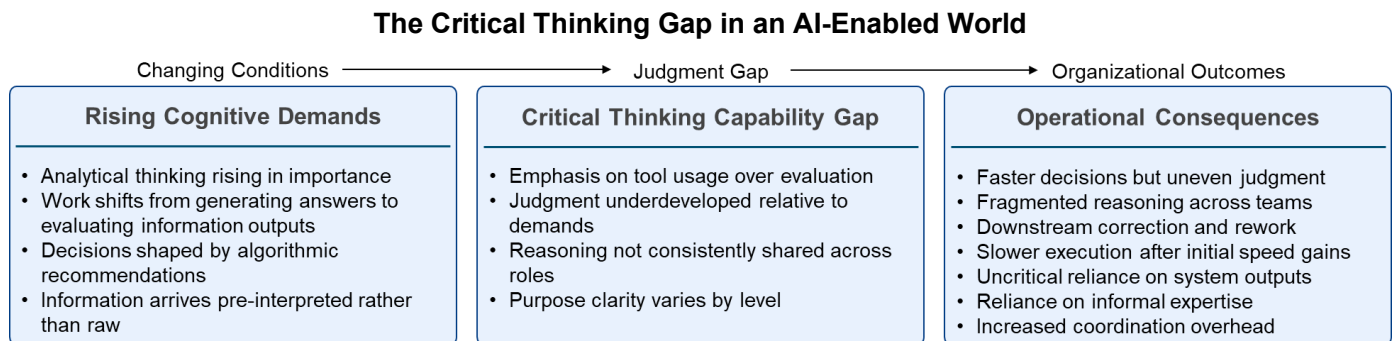 The Critical Thinking Gap in an AI-Enabled World
Changing Conditions
Judgment Gap
Organizational Outcomes
Rising Cognitive Demands
• Analytical thinking rising in importance
• Work shifts from generating answers to
evaluating information outputs
• Decisions shaped by algorithmic
recommendations
• Information arrives pre-interpreted rather
than raw
Critical Thinking Capability Gap
• Emphasis on tool usage over evaluation
• Judgment underdeveloped relative to
demands
• Reasoning not consistently shared across
roles
• Purpose clarity varies by level
Operational Consequences
• Faster decisions but uneven judgment
• Fragmented reasoning across teams
• Downstream correction and rework
• Slower execution after initial speed gains
• Uncritical reliance on system outputs
• Reliance on informal expertise
• Increased coordination overhead